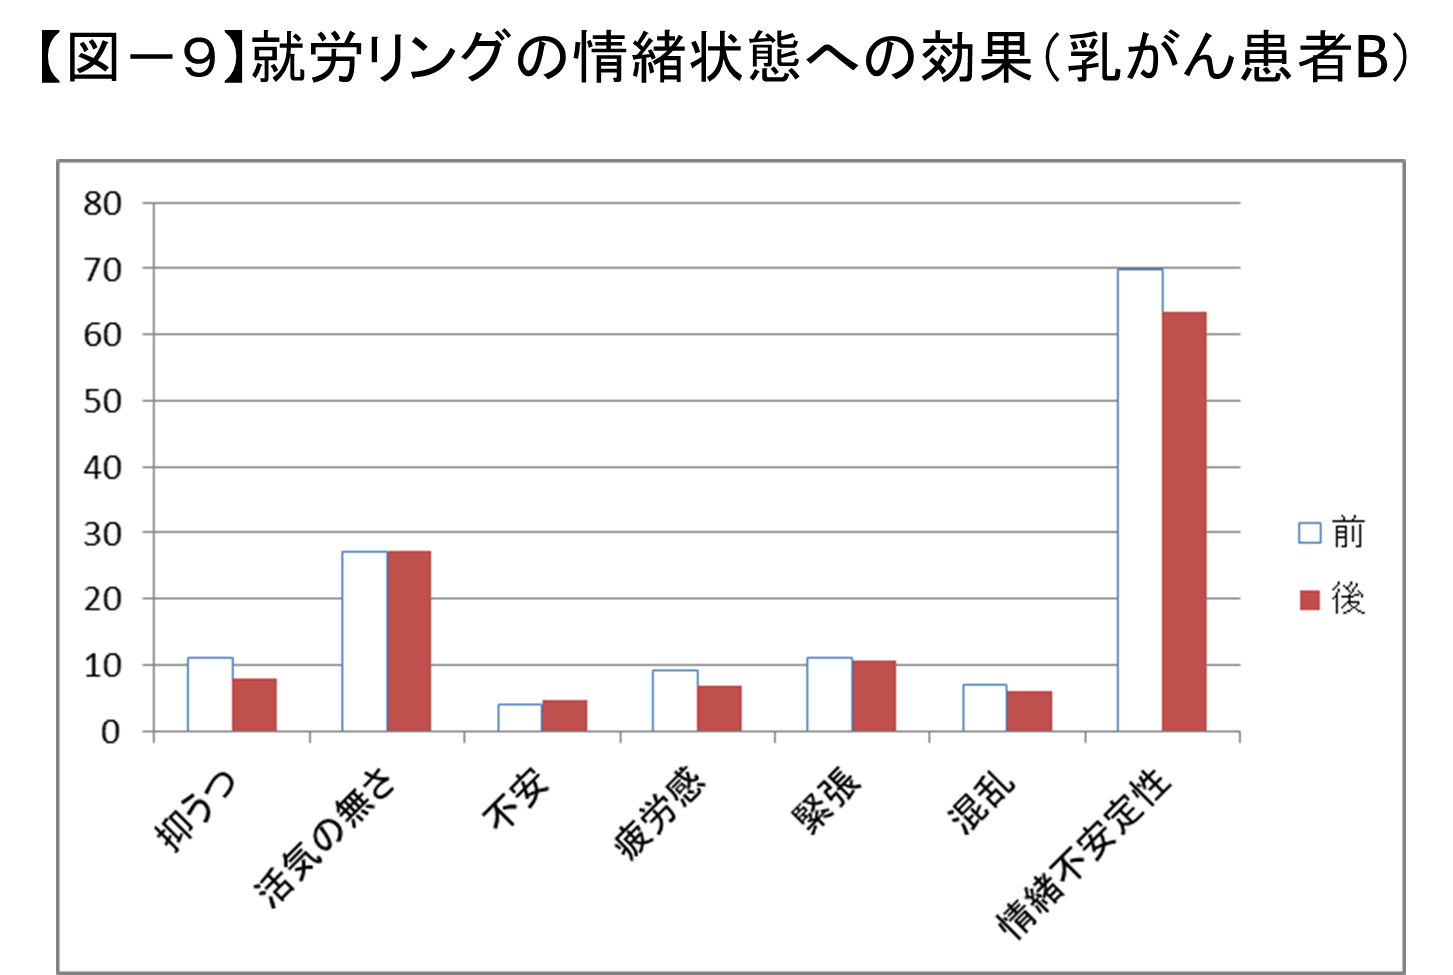 【図－９】就労リングの情緒状態への効果（乳がん患者B）
80
70
60
50
40
30
20
10
0
前
後
抑うつ
活気の無さ
不安
疲労感
緊張
混乱
情緒不安定性